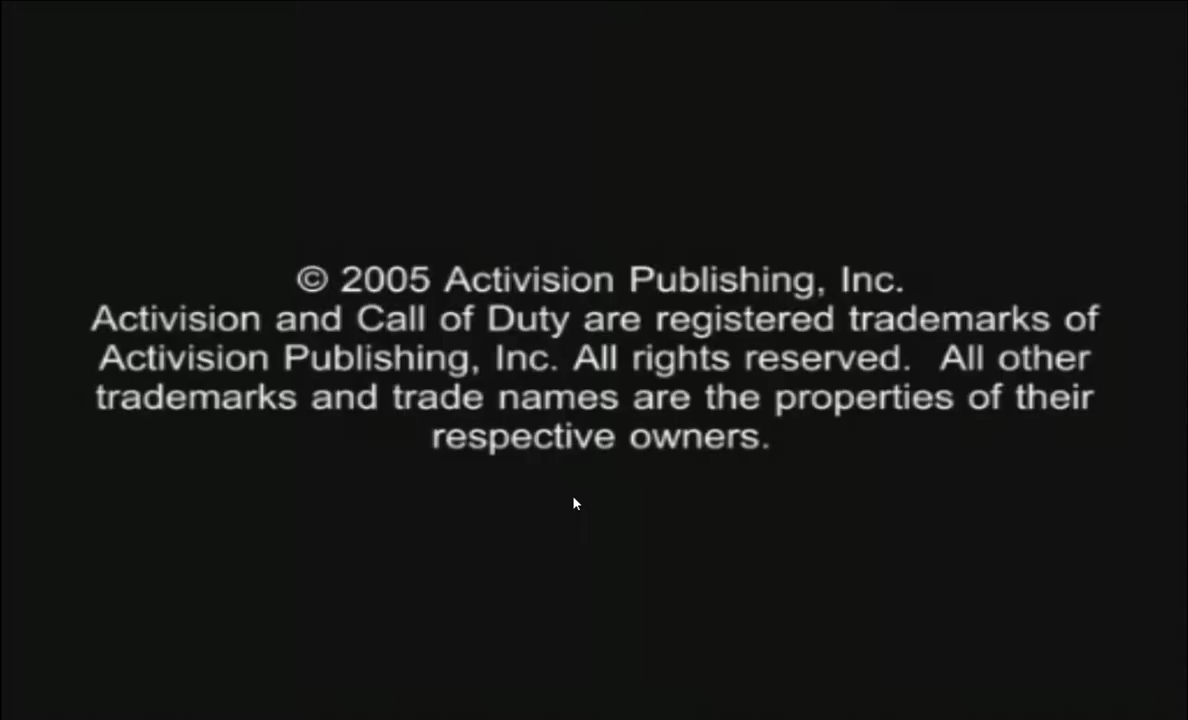 © 2005 Activision Publishing, Inc.
Activision and Call of Duty are registered trademarks of
Activision Publishing, Inc. All rights reserved.  All other
trademarks and trade names are the properties of their
respective owners.